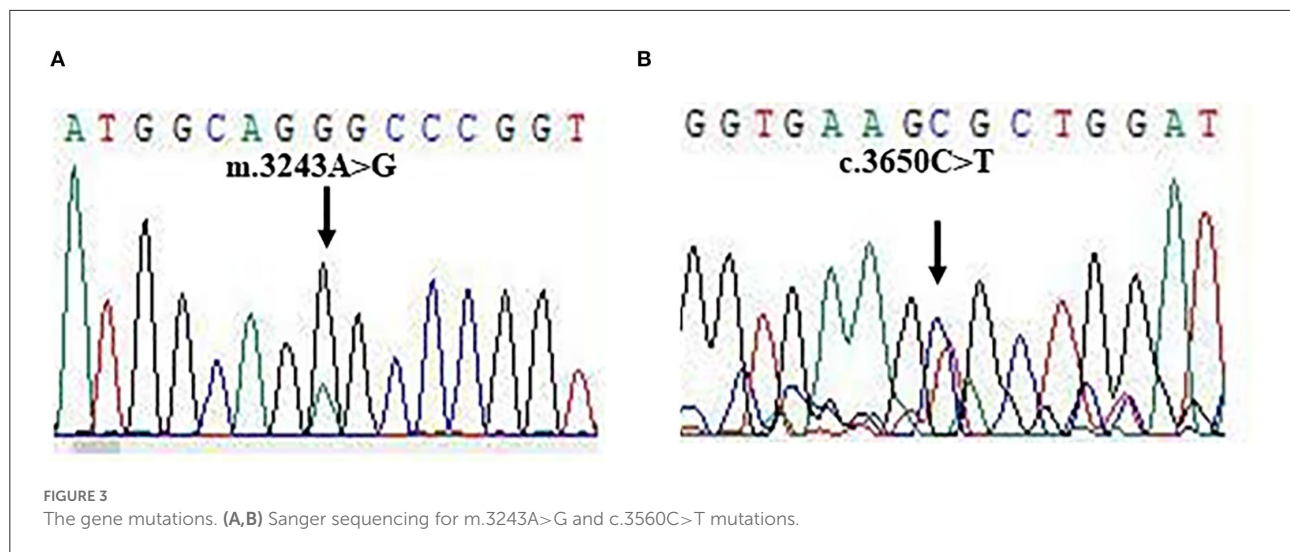 A
B
ATGGCAGGGCCCGGT
GGTGAAGCGCTGGAT
m.3243A>G
c.3650C>T
FIGURE 3
The gene mutations. (A,B) Sanger sequencing for m.3243A>G and c.3560C>T mutations.